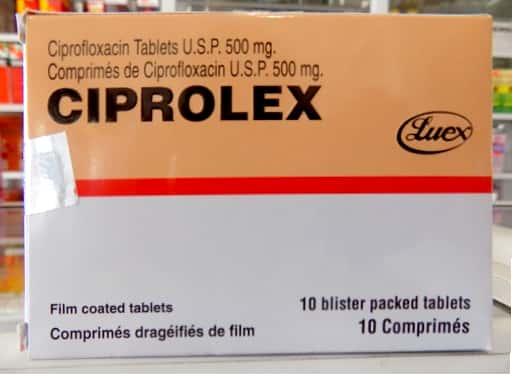 Ciprofloxacin Tablets U.S.P. 500 mg.
Comprimés de Ciprofloxacin U.S.P. 500 mg.
CIPROLEX
Luex
Film coated tablets
Comprimés dragéifiés de film
10 blister packed tablets
10 Comprimés